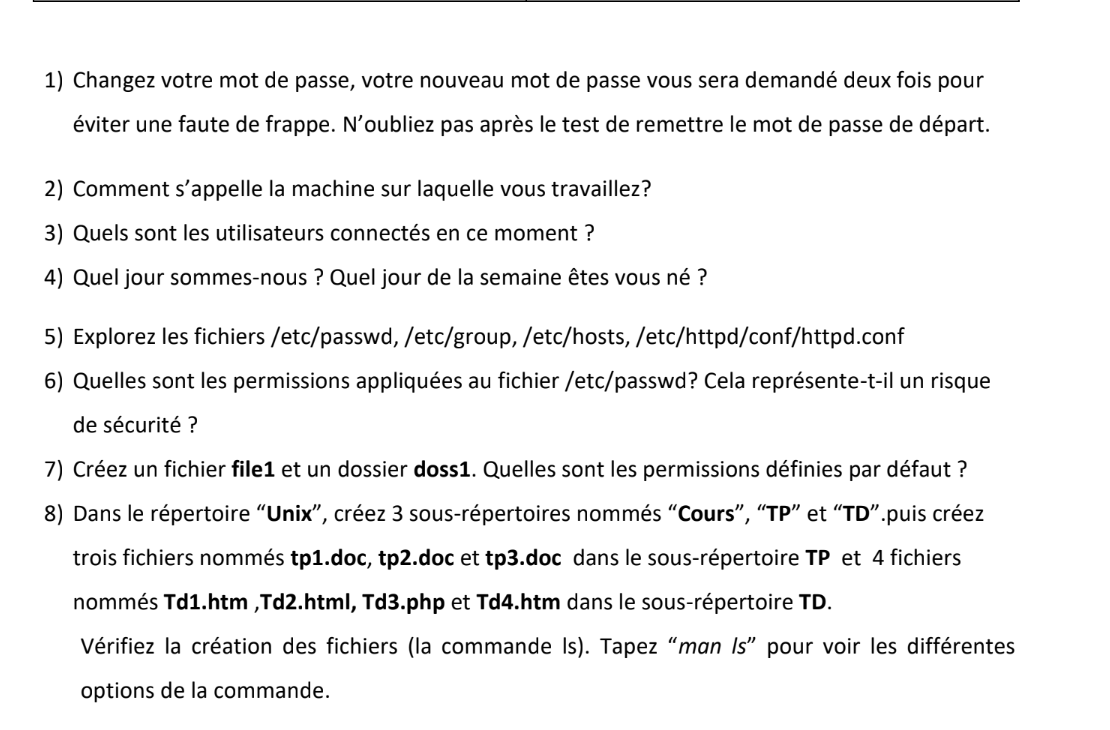 1) Changez votre mot de passe, votre nouveau mot de passe vous sera demandé deux fois pour
éviter une faute de frappe. N’oubliez pas après le test de remettre le mot de passe de départ.
2) Comment s’appelle la machine sur laquelle vous travaillez?
3) Quels sont les utilisateurs connectés en ce moment ?
4) Quel jour sommes-nous ? Quel jour de la semaine êtes vous né ?
5) Explorez les fichiers /etc/passwd, /etc/group, /etc/hosts, /etc/httpd/conf/httpd.conf
6) Quelles sont les permissions appliquées au fichier /etc/passwd? Cela représente-t-il un risque
de sécurité ?
7) Créez un fichier file1 et un dossier doss1. Quelles sont les permissions définies par défaut ?
8) Dans le répertoire “Unix”, créez 3 sous-répertoires nommés “Cours”, “TP” et “TD”.puis créez
trois fichiers nommés tp1.doc, tp2.doc et tp3.doc dans le sous-répertoire TP et 4 fichiers
nommés Td1.htm ,Td2.html, Td3.php et Td4.htm dans le sous-répertoire TD.
Vérifiez la création des fichiers (la commande ls). Tapez “man ls” pour voir les différentes
options de la commande.